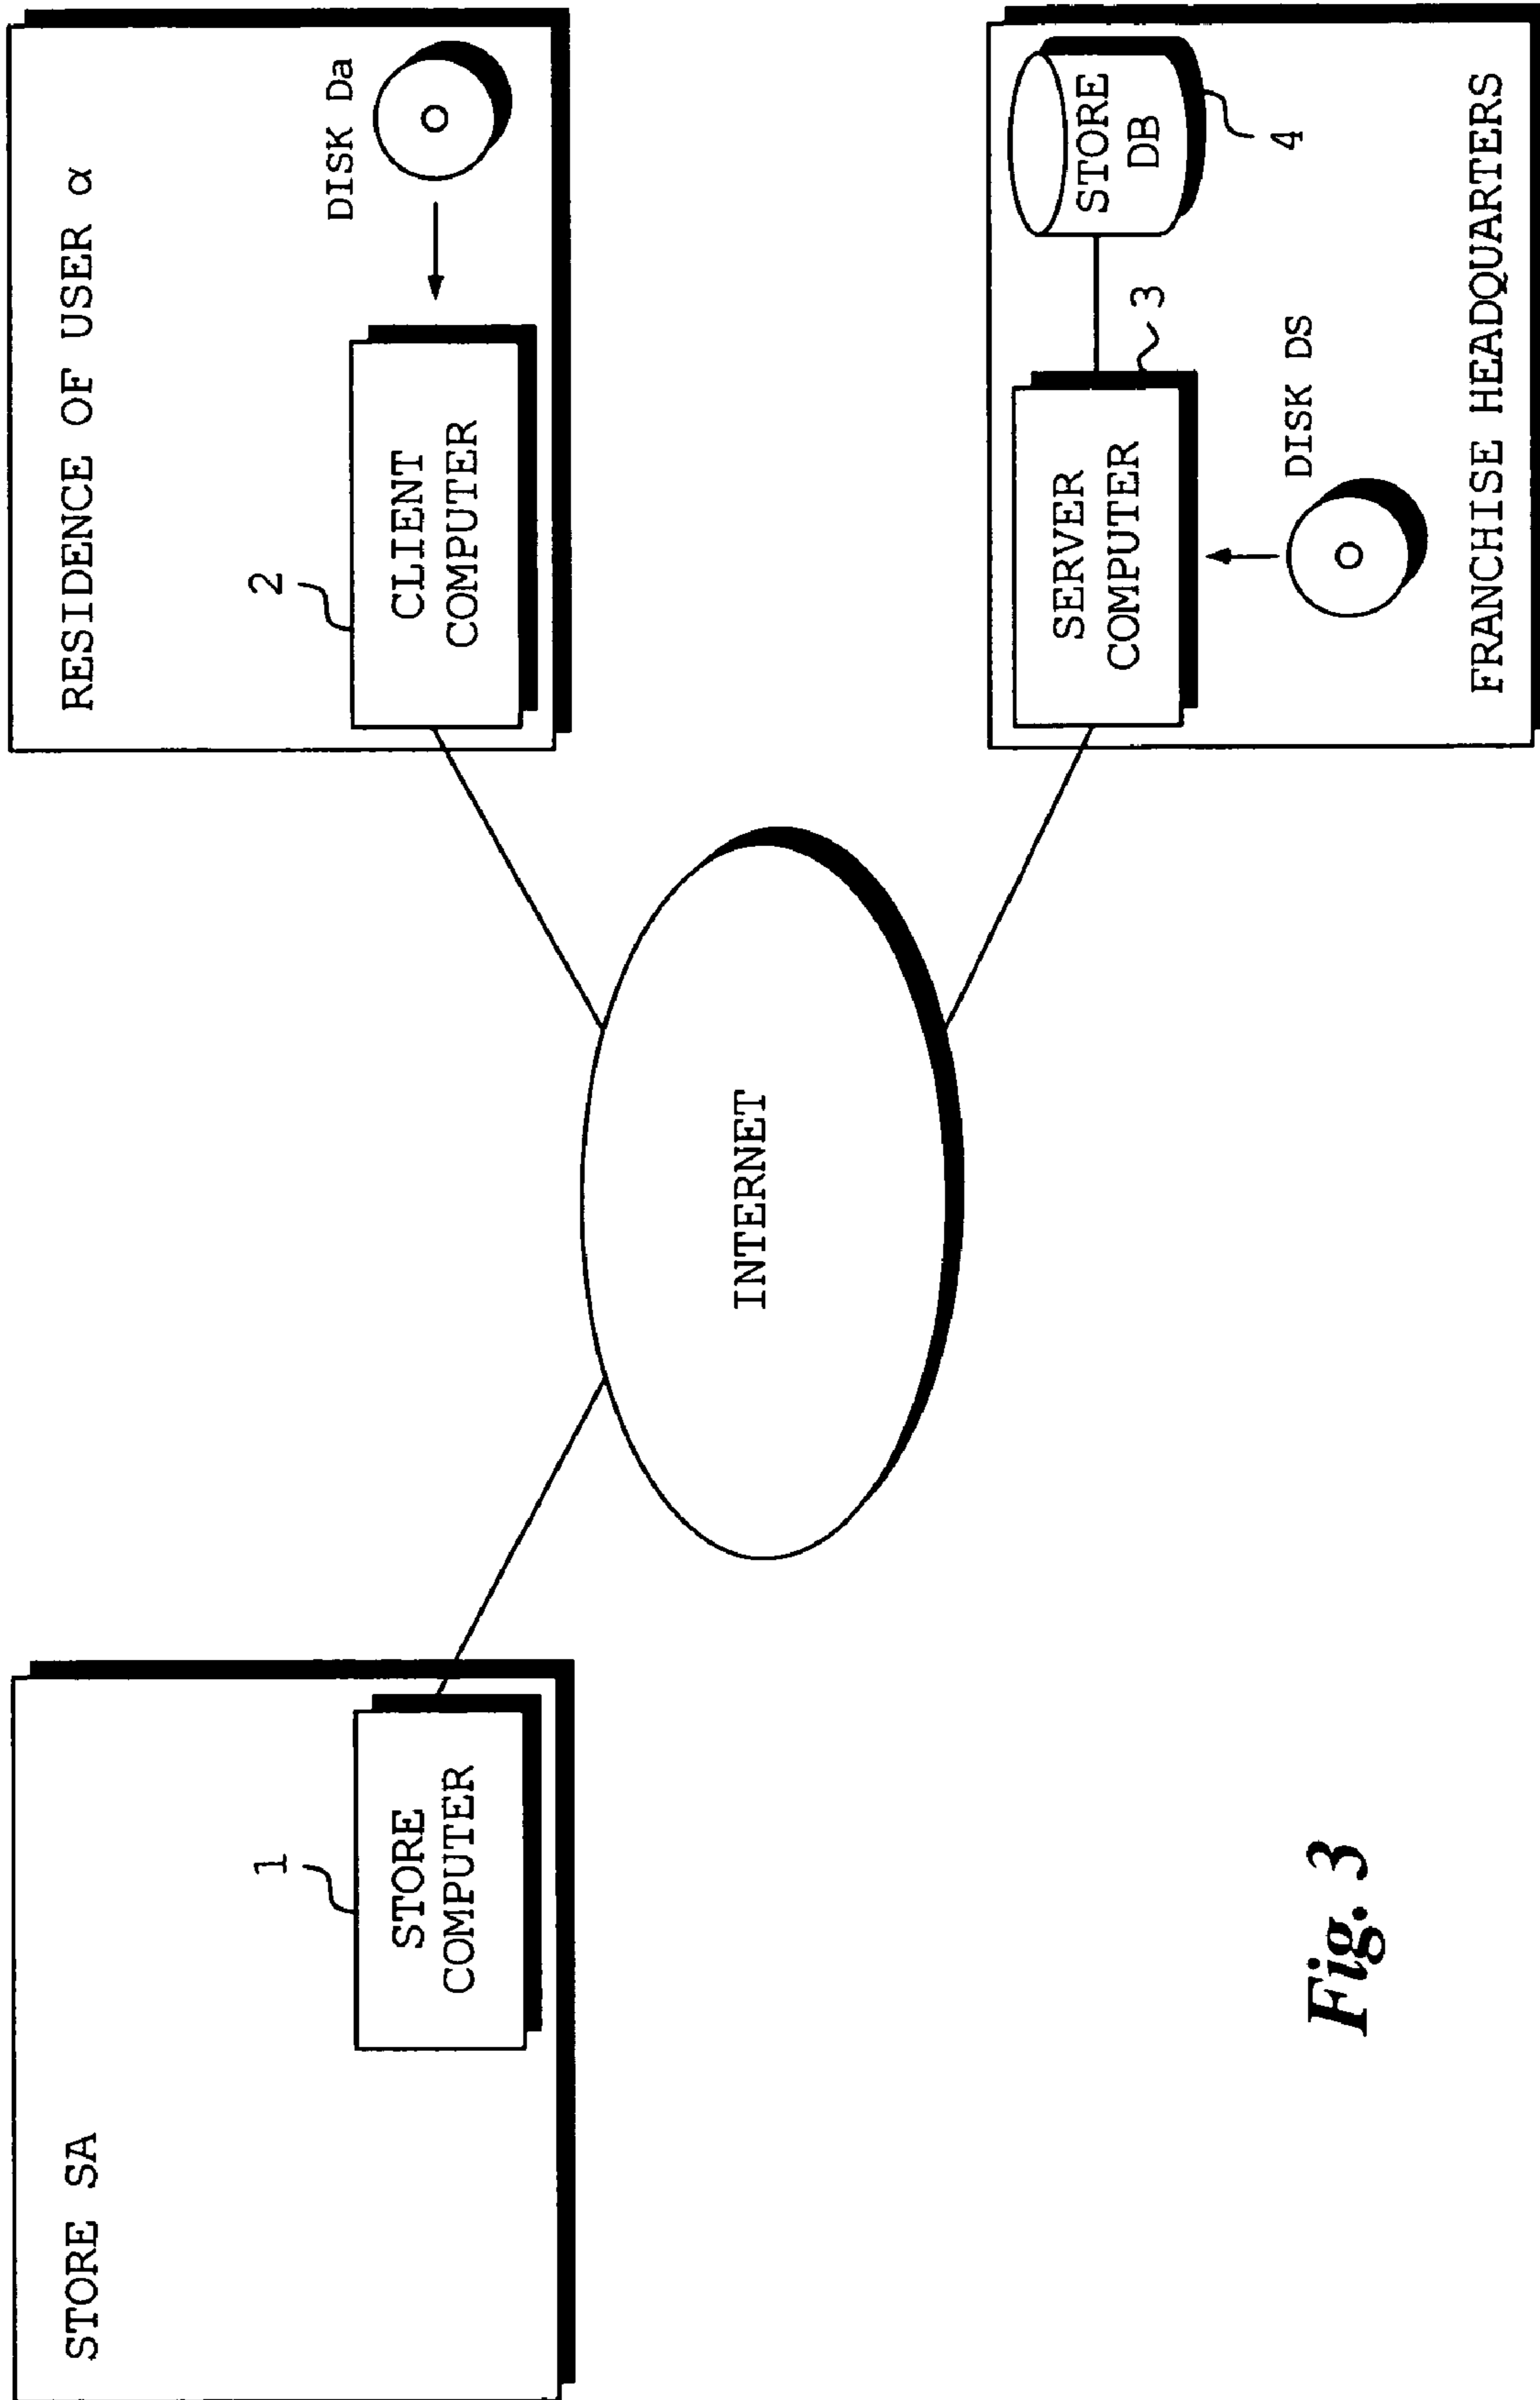 STORE SA
1
STORE
COMPUTER
RESIDENCE OF USER α
2
CLIENT
COMPUTER
DISK Da
INTERNET
SERVER
COMPUTER
3
STORE
DB
4
DISK DS
FRANCHISE HEADQUARTERS
Fig. 3